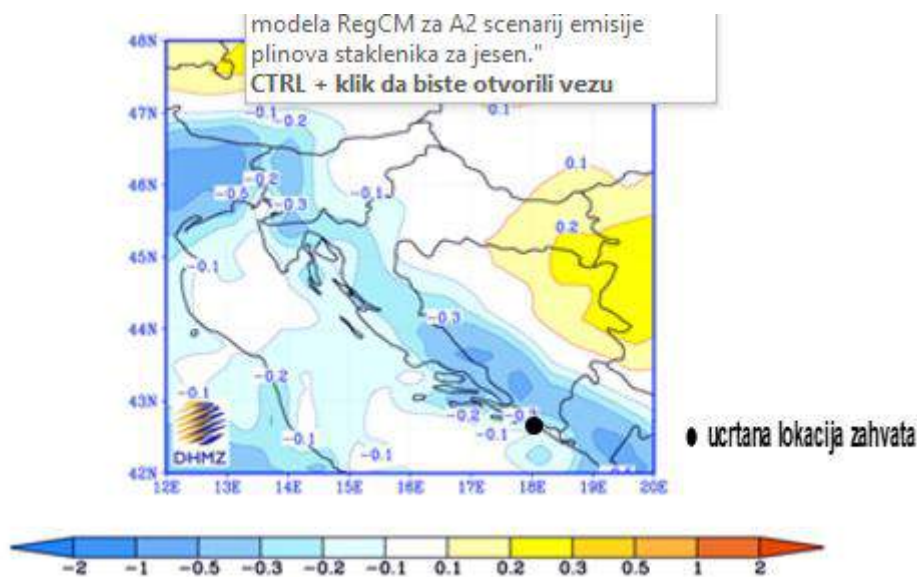 modela RegCM za A2 scenarij emisije
plinova staklenika za jesen."
CTRL + klik da biste otvorili vezu
48N
47N
46N
45N
44N
43N
42N
12E 13E 14E 15E 16E 17E 18E 19E 20E
-0.1
-0.2
0.1
0.1
-0.2
-0.5
-0.1
-0.3
0.2
-0.1
-0.3
-0.1
-0.2
-0.2
-0.1
-0.1
-0.1
DHMZ
● ucrtana lokacija zahvata
-2 -1 -0.5 -0.3 -0.2 -0.1 0.1 0.2 0.3 0.5 1 2